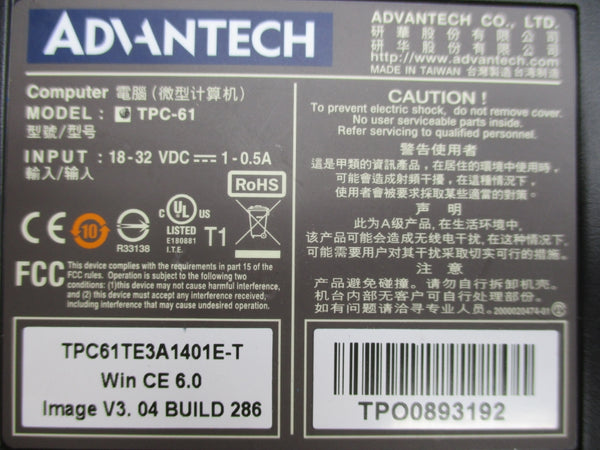 ADVANTECH
ADVANTECH CO., LTD.
研華股份有限公司
研华股份有限公司
http://www.advantech.com
MADE IN TAIWAN 台灣製造台湾制造
Computer 電腦 (微型计算机)
MODEL : TPC-61
型號/型号
INPUT : 18-32 VDC 1-0.5A
輸入/输入
RoHS
CE
10
R33138
C UL US
LISTED
E180881
I.T.E.
T1
FCC
This device complies with the requirements in part 15 of the
FCC rules. Operation is subject to the following two
conditions: (1)this device may not cause harmful interference,
and (2) this device must accept any interference received,
including interference that may cause undesired operation.
CAUTION !
To prevent electric shock, do not remove cover.
No user serviceable parts inside.
Refer servicing to qualified personnel.
警告使用者
這是甲類的資訊產品，在居住的環境中使用時，
可能會造成射頻干擾，在這種情況下，
使用者會被要求採取某些適當的對策。
声 明
此为A级产品，在生活环境中，
该产品可能会造成无线电干扰，在这种情况下，
可能需要用户对其干扰采取切实可行的措施。
注 意
产品避免碰撞。请勿自行拆卸机壳。
机台内部无客户可自行处理部份。
如有问题请洽寻专业人员。 2000020474-01
TPC61TE3A1401E-T
Win CE 6.0
Image V3. 04 BUILD 286
TPO0893192